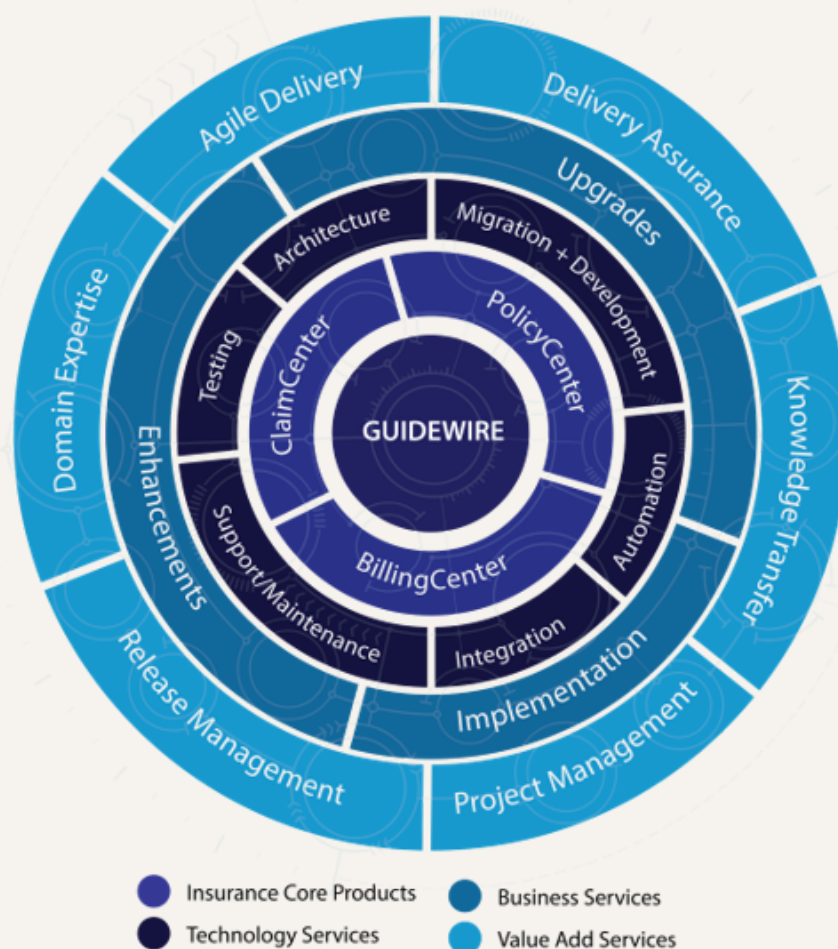 Agile Delivery
Delivery Assurance
Knowledge Transfer
Project Management
Release Management
Domain Expertise
Upgrades
Implementation
Enhancements
Architecture
Migration + Development
Automation
Integration
Support/Maintenance
Testing
ClaimCenter
PolicyCenter
BillingCenter
GUIDEWIRE
Insurance Core Products
Business Services
Technology Services
Value Add Services